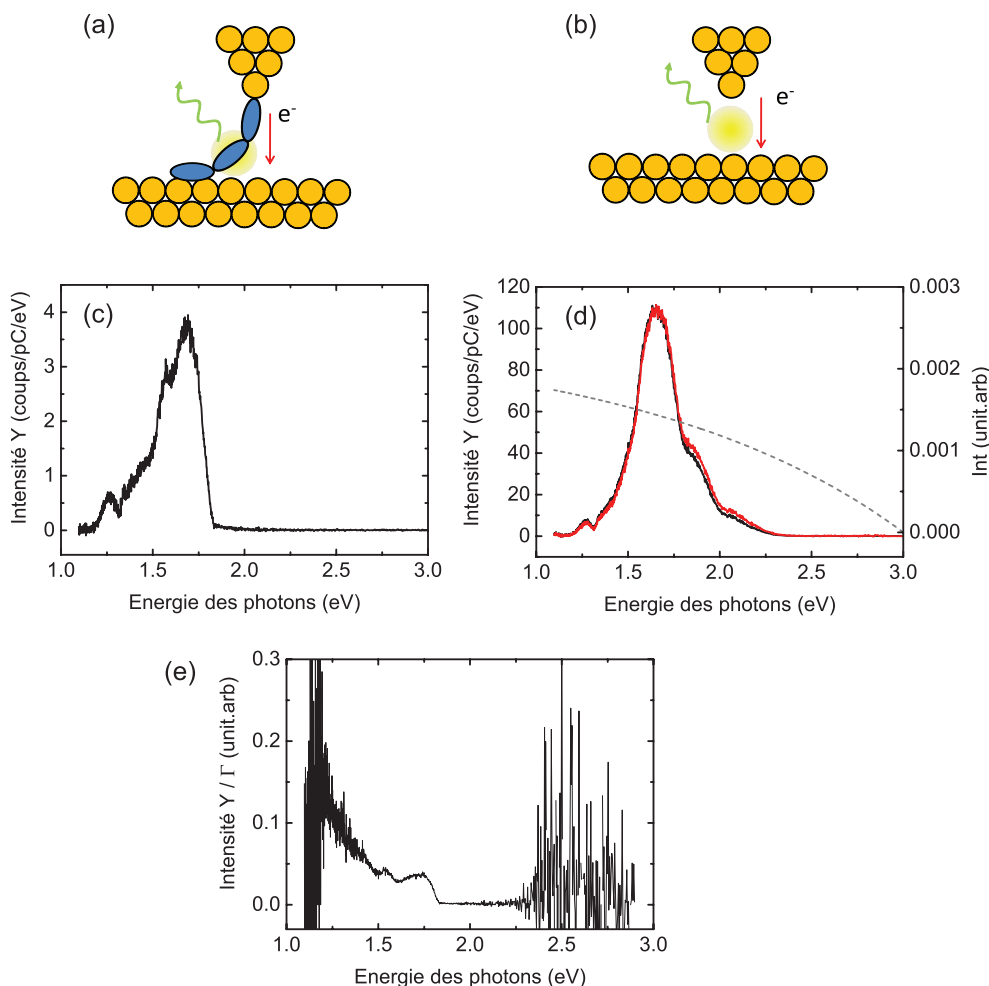 (a)
e-
(b)
e-
(c)
Intensité Y (coups/pC/eV)
4
3
2
1
0
1.0 1.5 2.0 2.5 3.0
Energie des photons (eV)
(d)
Intensité Y (coups/pC/eV)
120
100
80
60
40
20
0
0.003
0.002
0.001
0.000
Int (unit.arb)
1.0 1.5 2.0 2.5 3.0
Energie des photons (eV)
(e)
Intensité Y / Γ (unit.arb)
0.3
0.2
0.1
0.0
1.0 1.5 2.0 2.5 3.0
Energie des photons (eV)